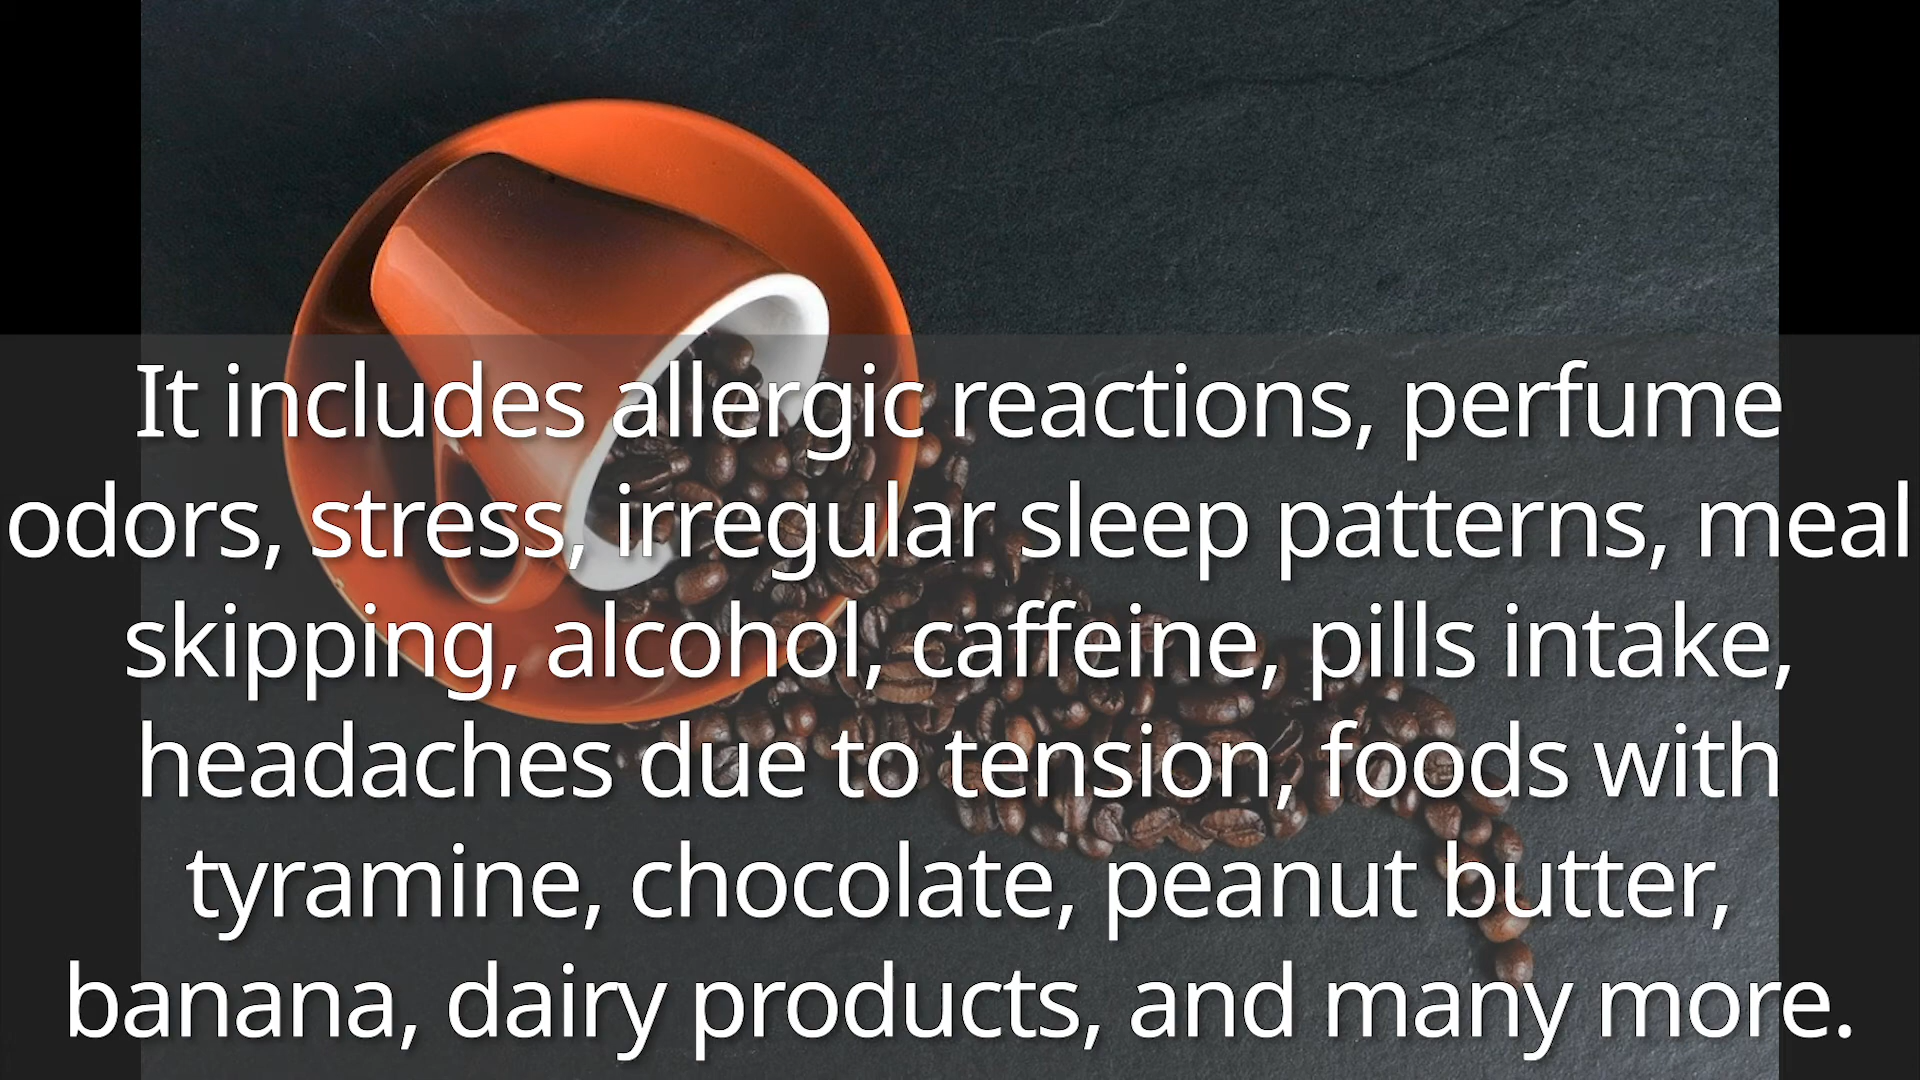 It includes allergic reactions, perfume
odors, stress, irregular sleep patterns, meal
skipping, alcohol, caffeine, pills intake,
headaches due to tension, foods with
tyramine, chocolate, peanut butter,
banana, dairy products, and many more.